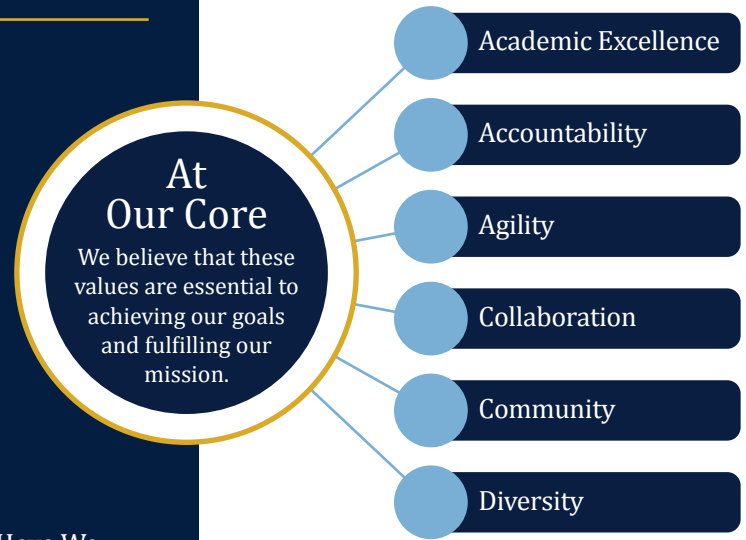 At
Our Core
We believe that these
values are essential to
achieving our goals
and fulfilling our
mission.
Academic Excellence
Accountability
Agility
Collaboration
Community
Diversity